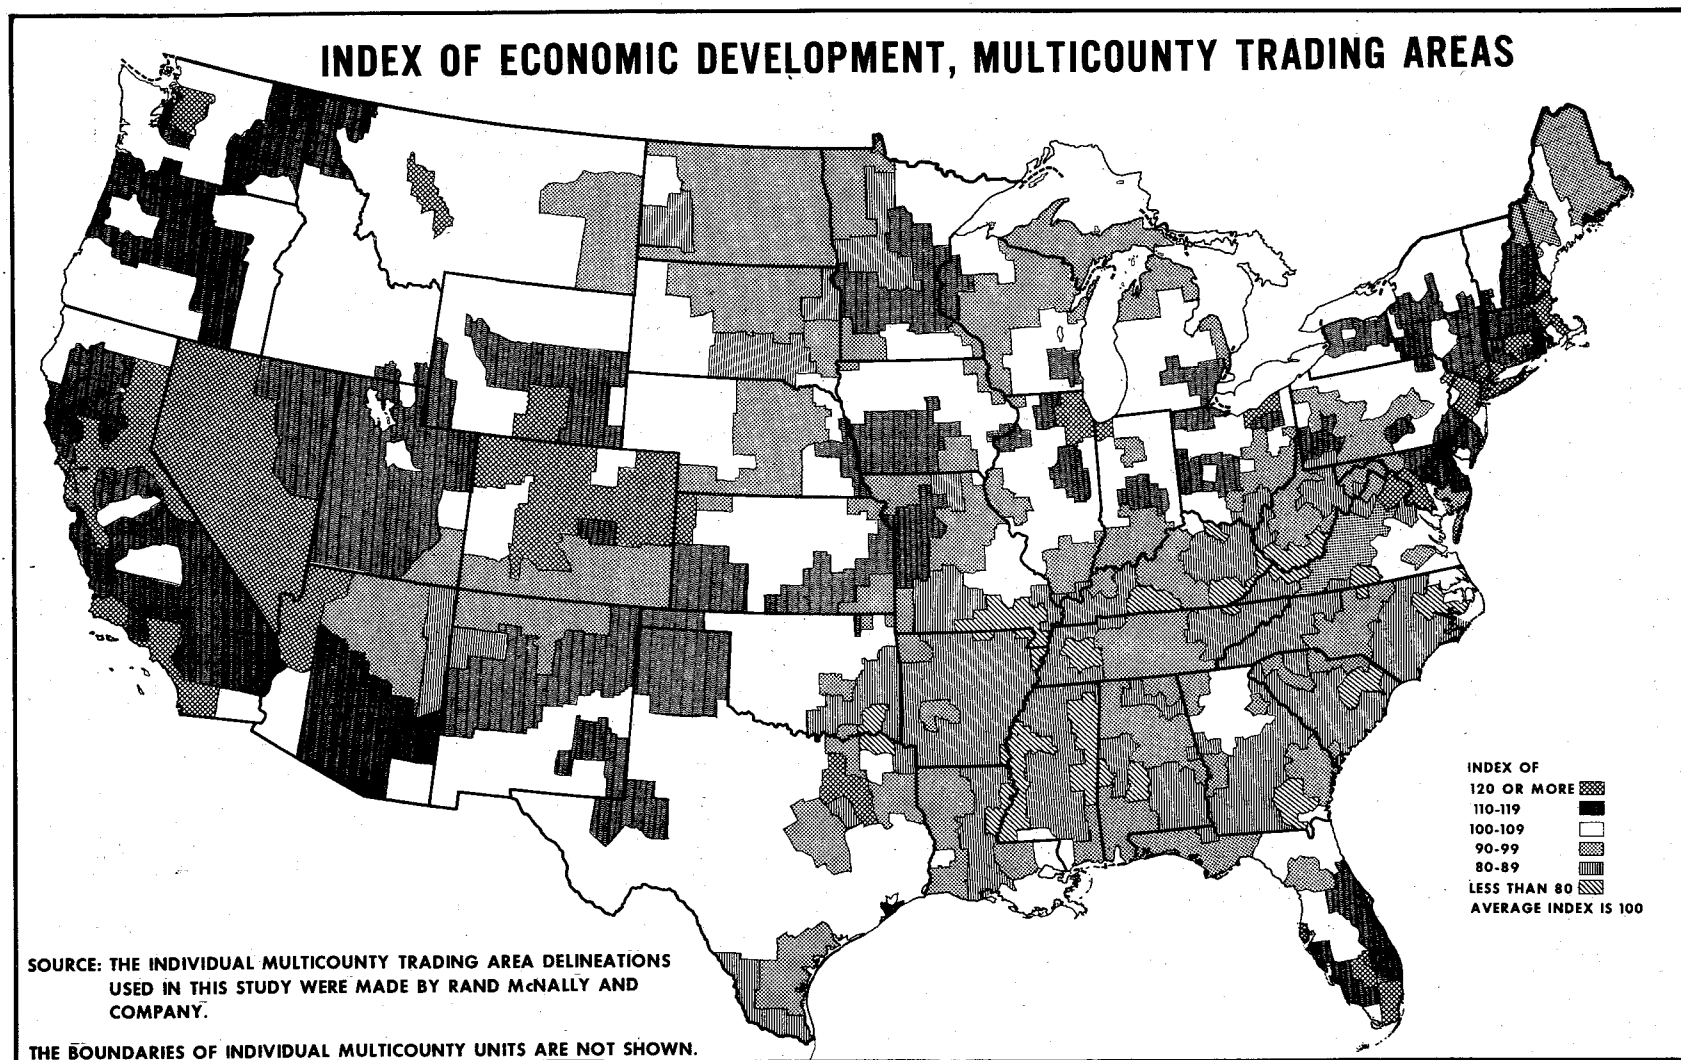 INDEX OF ECONOMIC DEVELOPMENT, MULTICOUNTY TRADING AREAS
INDEX OF
120 OR MORE
110-119
100-109
90-99
80-89
LESS THAN 80
AVERAGE INDEX IS 100
SOURCE: THE INDIVIDUAL MULTICOUNTY TRADING AREA DELINEATIONS
USED IN THIS STUDY WERE MADE BY RAND McNALLY AND
COMPANY.
THE BOUNDARIES OF INDIVIDUAL MULTICOUNTY UNITS ARE NOT SHOWN.